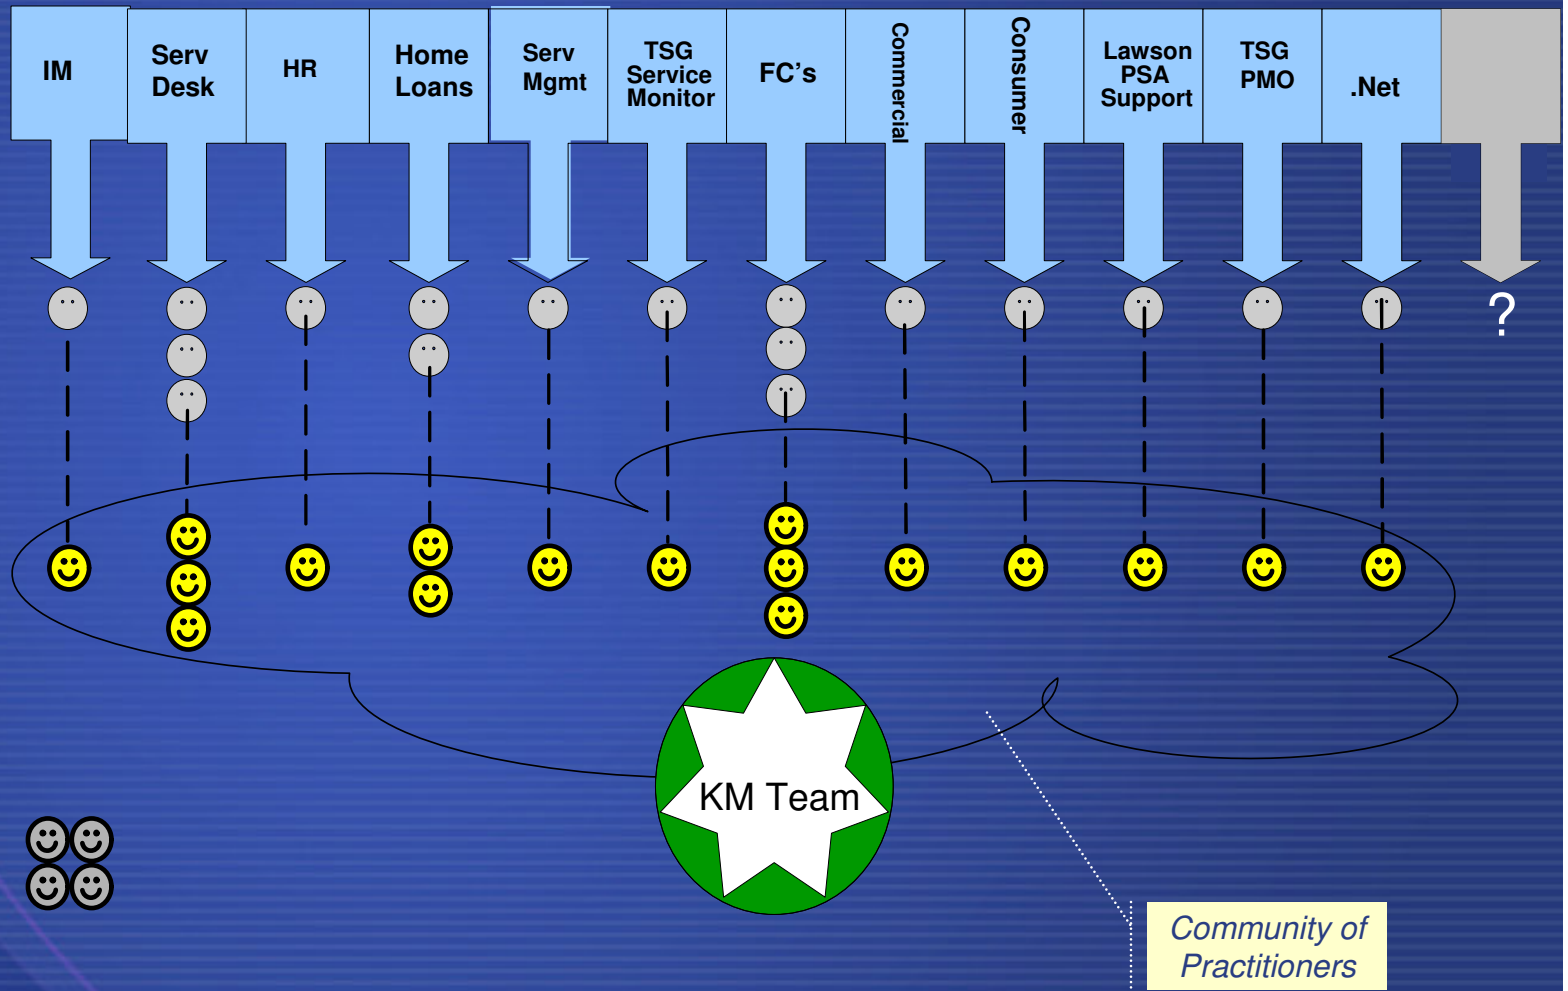 IM
Serv
Desk
HR
Home
Loans
Serv
Mgmt
TSG
Service
Monitor
FC's
Commercial
Consumer
Lawson
PSA
Support
TSG
PMO
.Net
?
KM Team
Community of
Practitioners